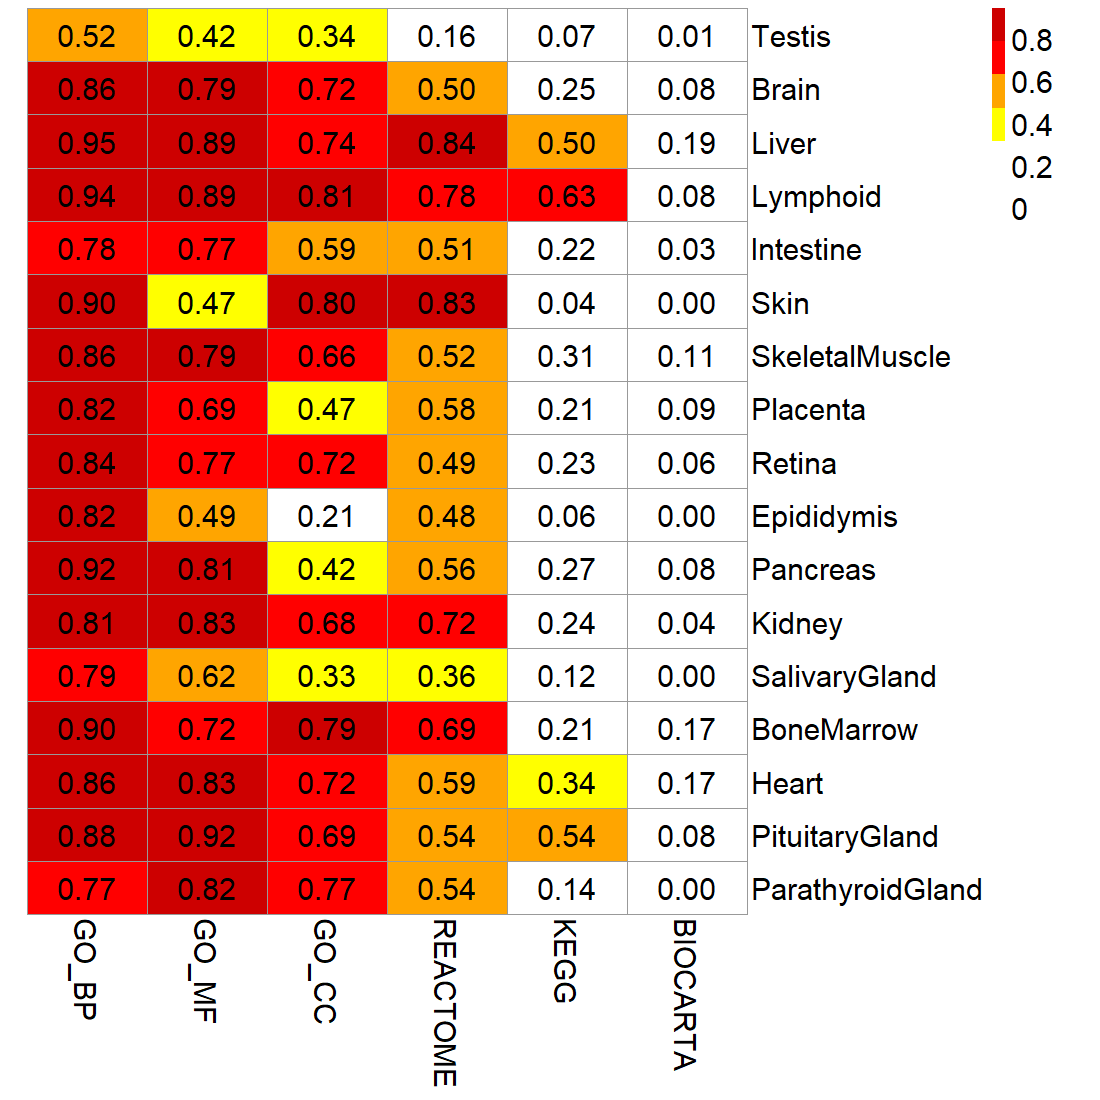 0.52 0.42 0.34 0.16 0.07 0.01 Testis
0.86 0.79 0.72 0.50 0.25 0.08 Brain
0.95 0.89 0.74 0.84 0.50 0.19 Liver
0.94 0.89 0.81 0.78 0.63 0.08 Lymphoid
0.78 0.77 0.59 0.51 0.22 0.03 Intestine
0.90 0.47 0.80 0.83 0.04 0.00 Skin
0.86 0.79 0.66 0.52 0.31 0.11 SkeletalMuscle
0.82 0.69 0.47 0.58 0.21 0.09 Placenta
0.84 0.77 0.72 0.49 0.23 0.06 Retina
0.82 0.49 0.21 0.48 0.06 0.00 Epididymis
0.92 0.81 0.42 0.56 0.27 0.08 Pancreas
0.81 0.83 0.68 0.72 0.24 0.04 Kidney
0.79 0.62 0.33 0.36 0.12 0.00 SalivaryGland
0.90 0.72 0.79 0.69 0.21 0.17 BoneMarrow
0.86 0.83 0.72 0.59 0.34 0.17 Heart
0.88 0.92 0.69 0.54 0.54 0.08 PituitaryGland
0.77 0.82 0.77 0.54 0.14 0.00 ParathyroidGland
GO_BP
GO_MF
GO_CC
REACTOME
KEGG
BIOCARTA
0.8
0.6
0.4
0.2
0